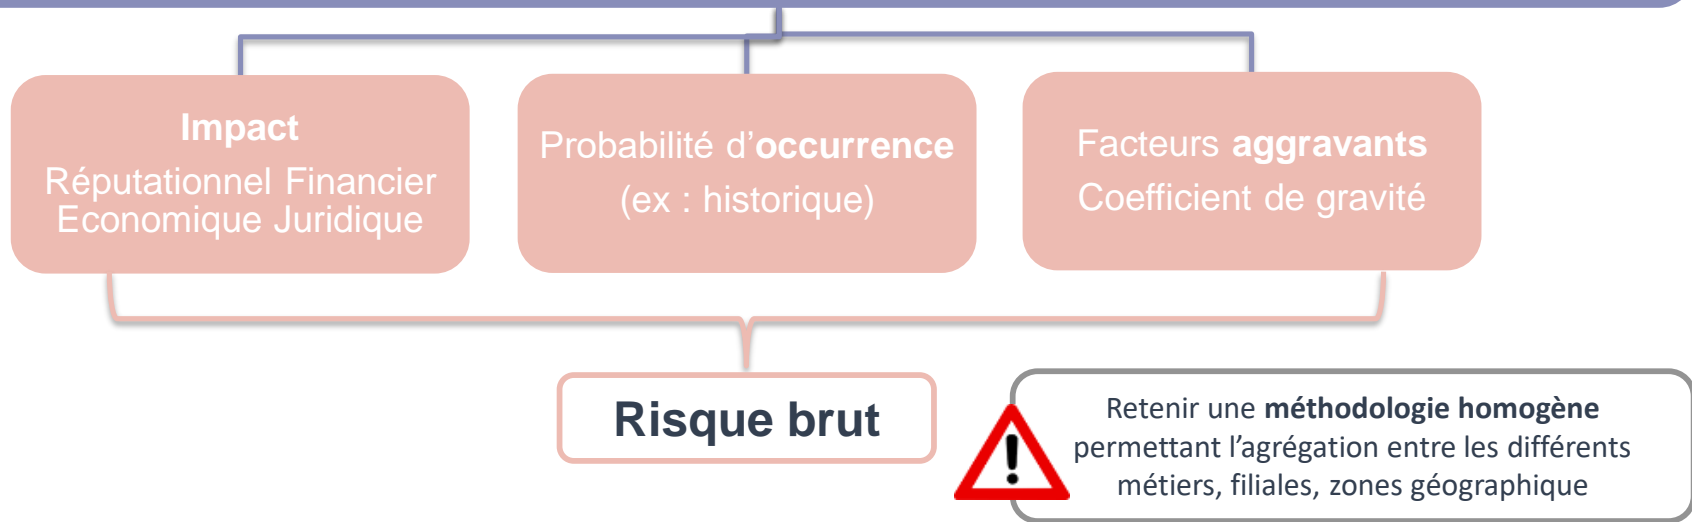 Impact
Réputationnel Financier
Economique Juridique
Probabilité d’occurrence
(ex : historique)
Facteurs aggravants
Coefficient de gravité
Risque brut
Retenir une méthodologie homogène
permettant l’agrégation entre les différents
métiers, filiales, zones géographique